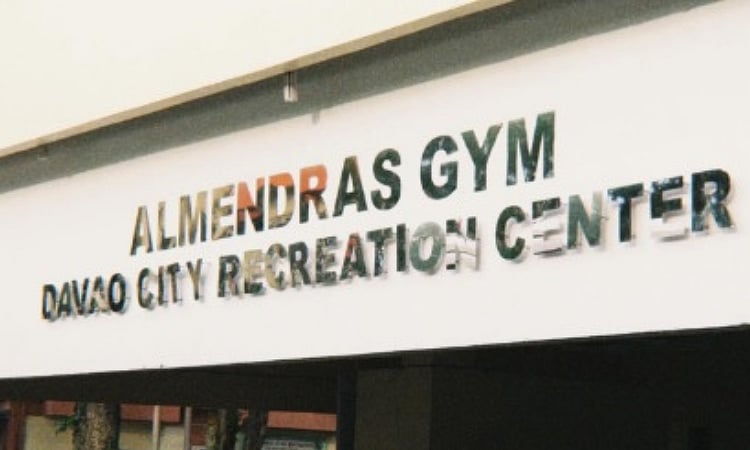 ALMENDRAS GYM
DAVAO CITY RECREATION CENTER